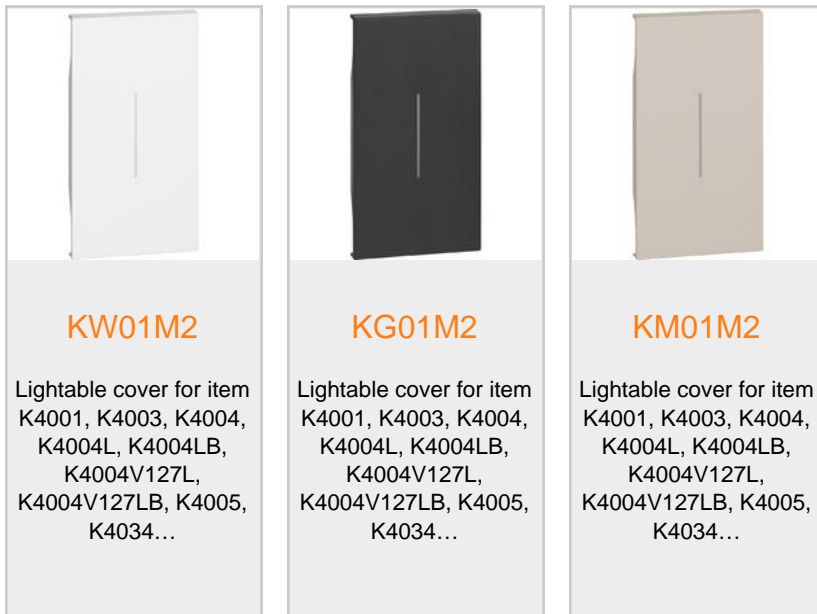 KW01M2
Lightable cover for item
K4001, K4003, K4004,
K4004L, K4004LB,
K4004V127L,
K4004V127LB, K4005,
K4034…
KG01M2
Lightable cover for item
K4001, K4003, K4004,
K4004L, K4004LB,
K4004V127L,
K4004V127LB, K4005,
K4034…
KM01M2
Lightable cover for item
K4001, K4003, K4004,
K4004L, K4004LB,
K4004V127L,
K4004V127LB, K4005,
K4034…